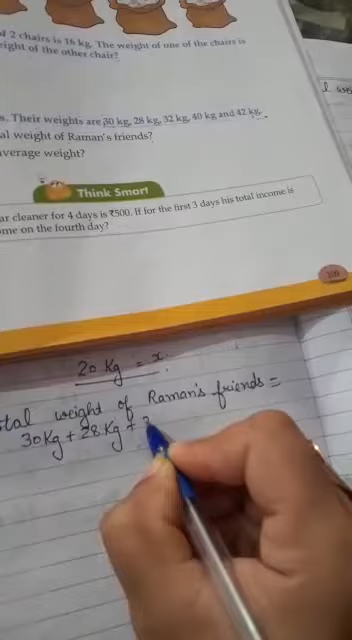 of 2 chairs is 16 kg. The weight of one of the chairs is
eight of the other chair?
s. Their weights are 30 kg, 28 kg, 32 kg, 40 kg and 42 kg.
al weight of Raman's friends?
average weight?
Think Smart
ar cleaner for 4 days is ₹500. If for the first 3 days his total income is
ome on the fourth day?
20 kg = x
tal weight of Raman's friends =
30 kg + 28 kg + 3